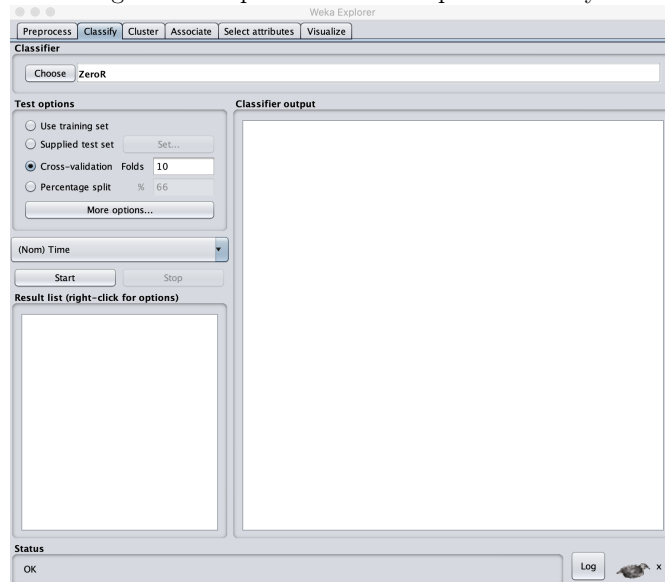 Weka Explorer
Preprocess Classify Cluster Associate Select attributes Visualize
Classifier
Choose ZeroR
Test options
Use training set
Supplied test set Set...
Cross-validation Folds 10
Percentage split % 66
More options...
(Nom) Time
Start Stop
Result list (right-click for options)
Classifier output
Status
OK
Log x